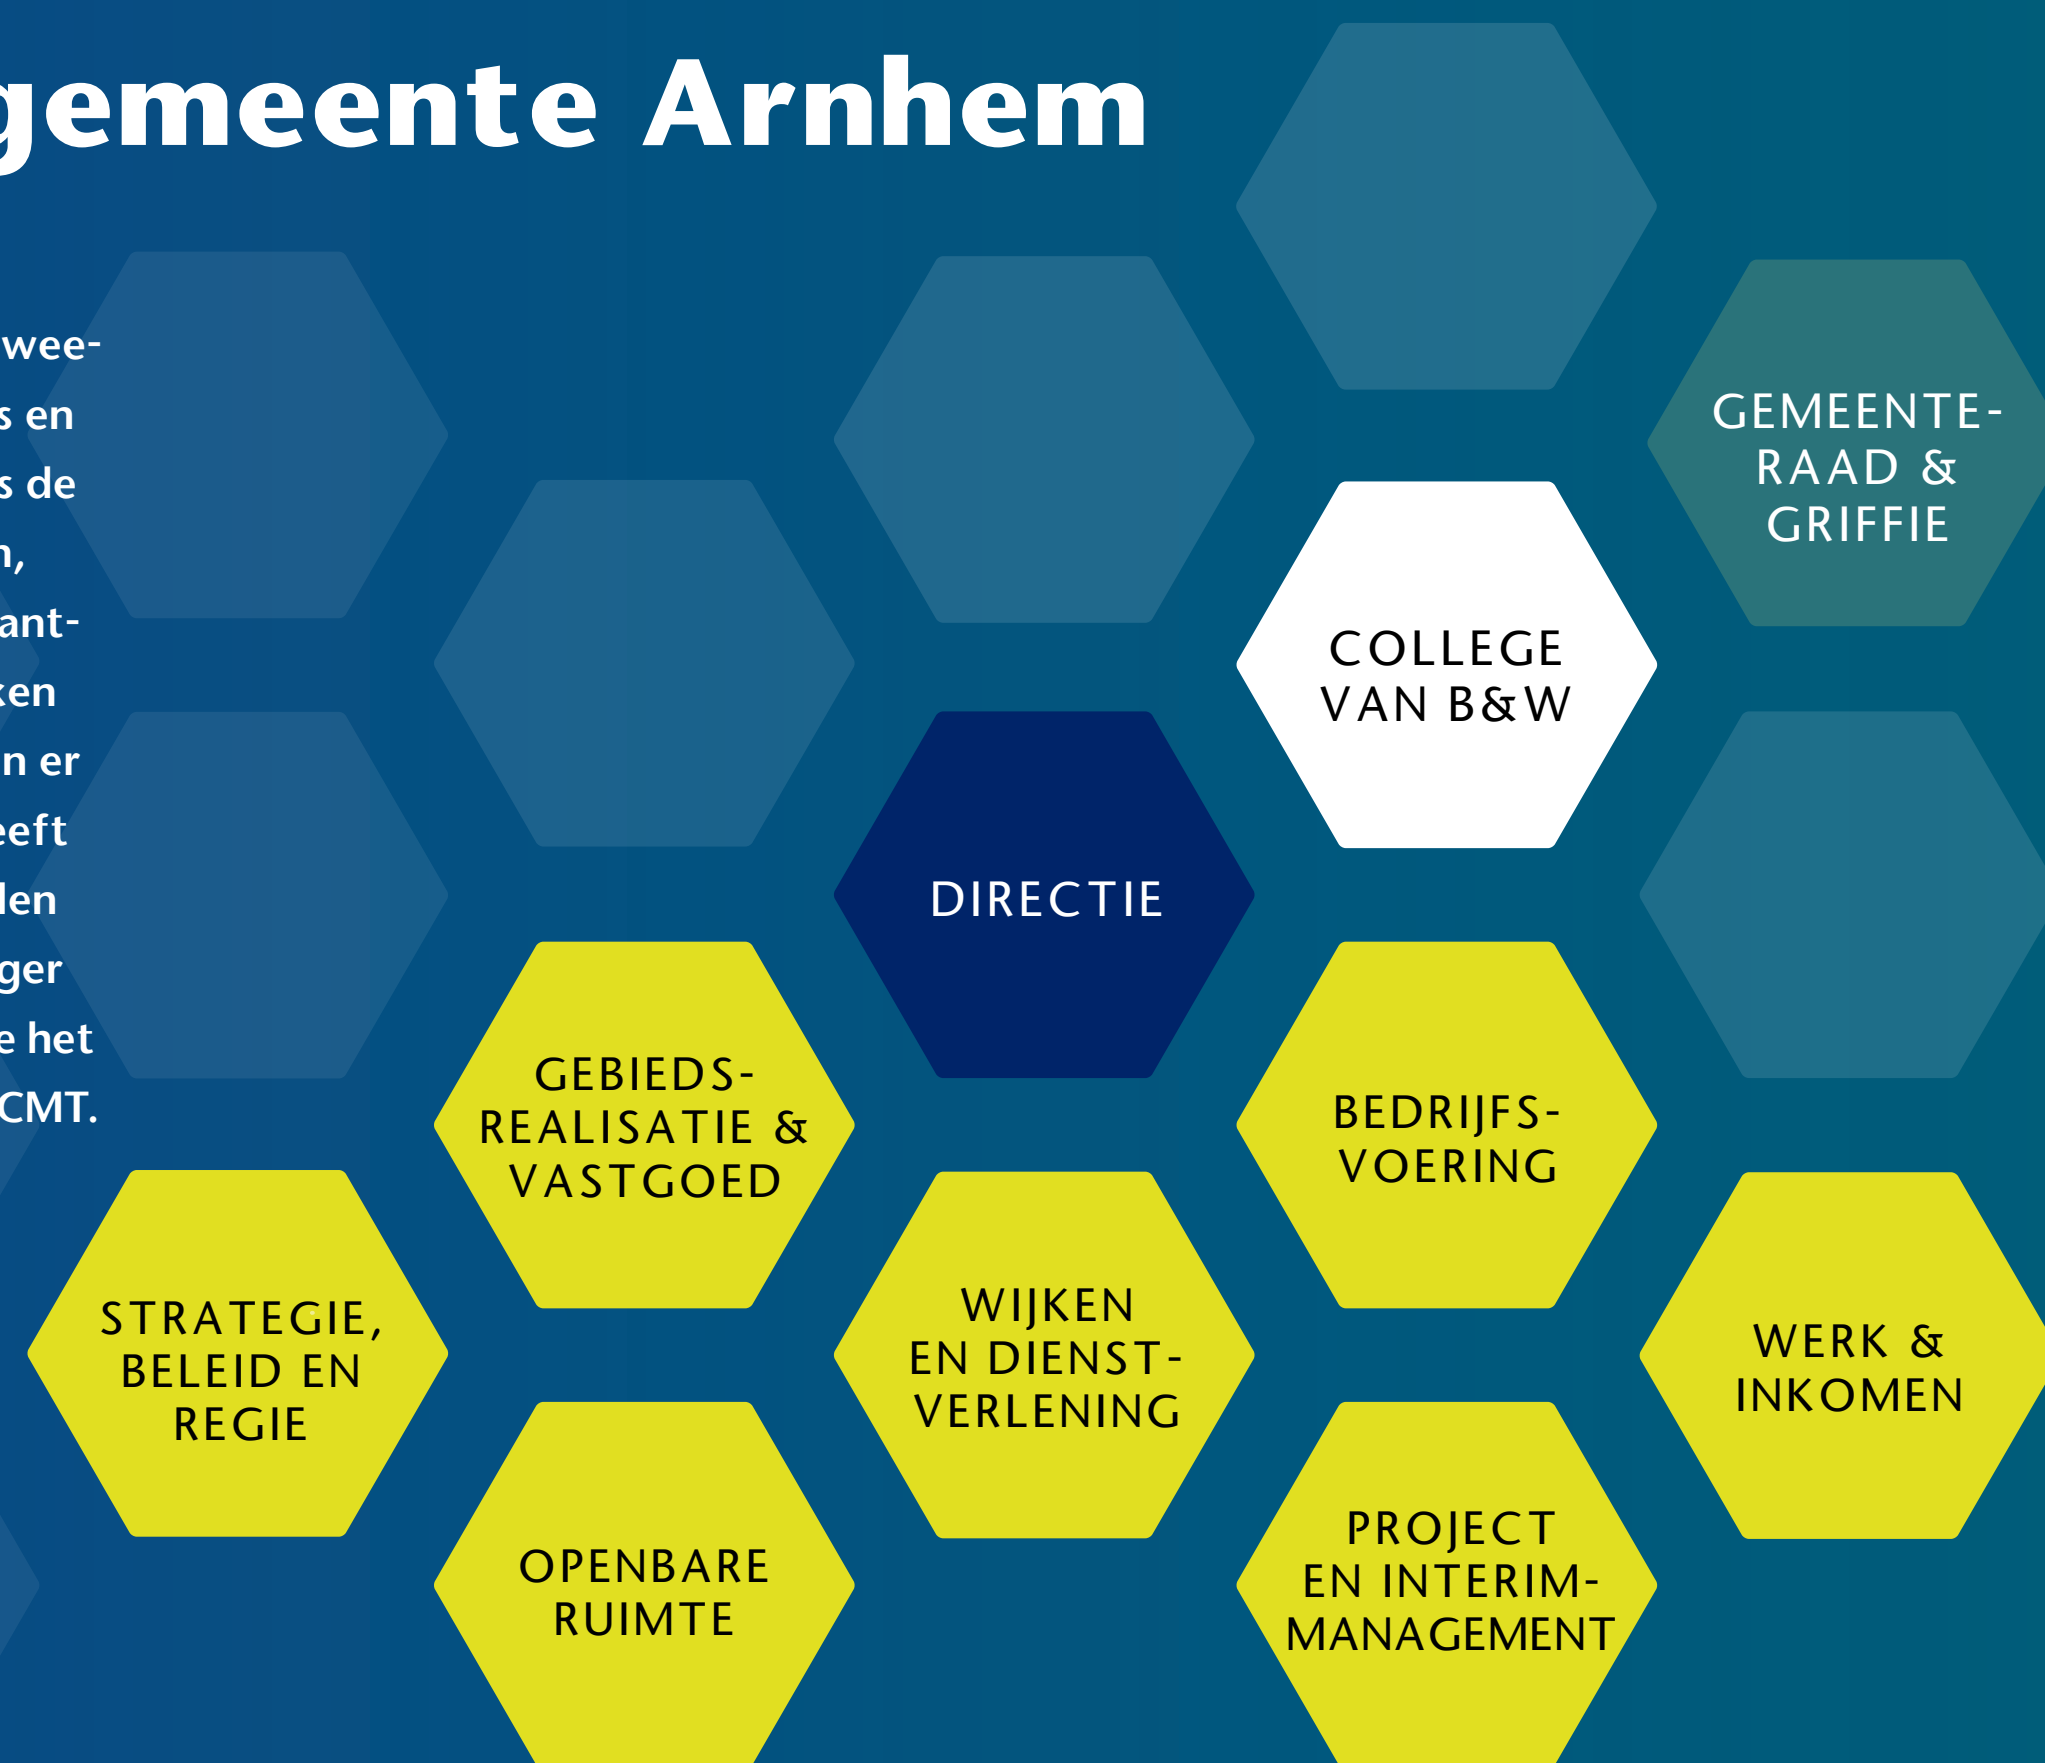 gemeente Arnhem
wee-
s en
s de
n,
ant-
ken
n er
eeft
len
ger
e het
CMT.
GEMEENTE-
RAAD &
GRIFFIE
COLLEGE
VAN B&W
DIRECTIE
GEBIEDS-
REALISATIE &
VASTGOED
BEDRIJFS-
VOERING
STRATEGIE,
BELEID EN
REGIE
WIJKEN
EN DIENST-
VERLENING
WERK &
INKOMEN
OPENBARE
RUIMTE
PROJECT
EN INTERIM-
MANAGEMENT